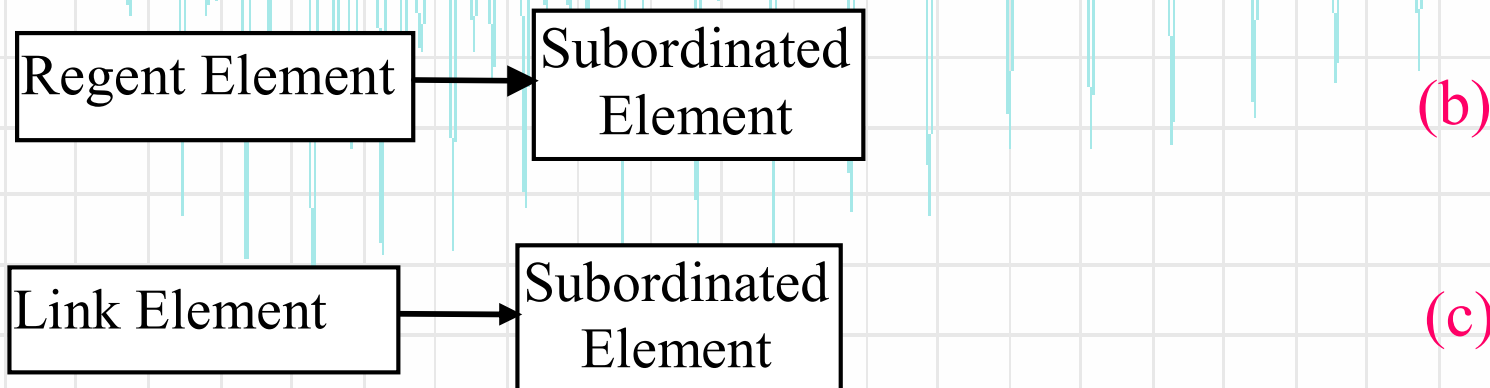 Regent Element
Subordinated
Element
(b)
Link Element
Subordinated
Element
(c)